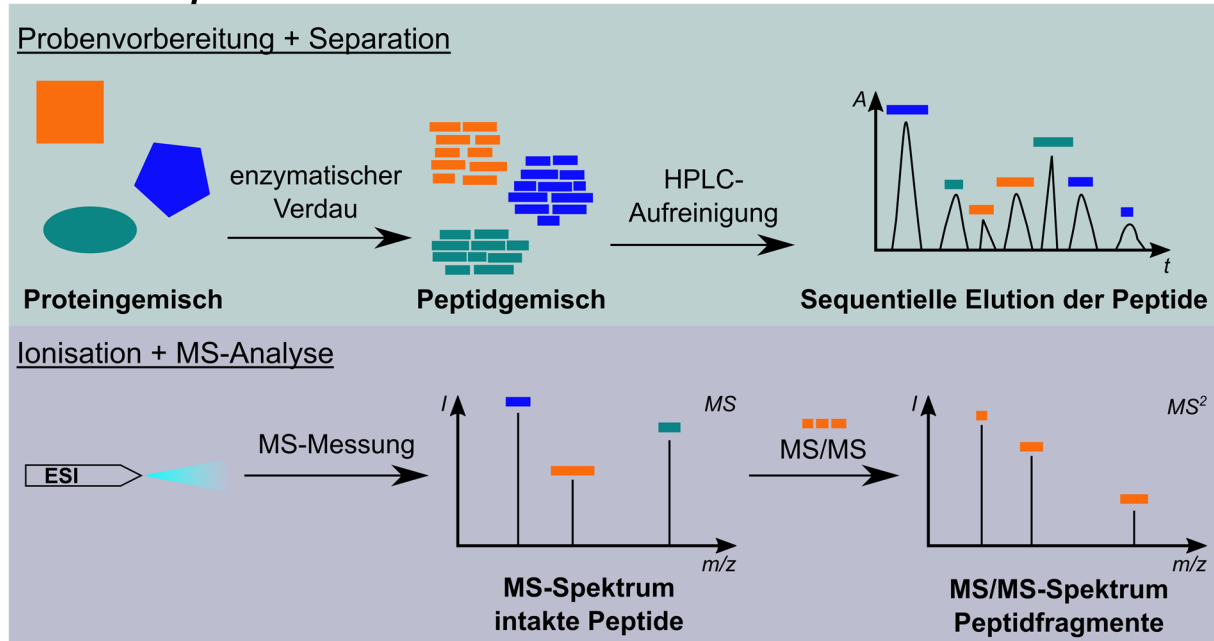 Probenvorbereitung + Separation
enzymatischer
Verdau
HPLC-
Aufreinigung
A
t
Proteingemisch
Peptidgemisch
Sequentielle Elution der Peptide
Ionisation + MS-Analyse
ESI
MS-Messung
I
MS
m/z
MS/MS
I
MS²
m/z
MS-Spektrum
intakte Peptide
MS/MS-Spektrum
Peptidfragmente